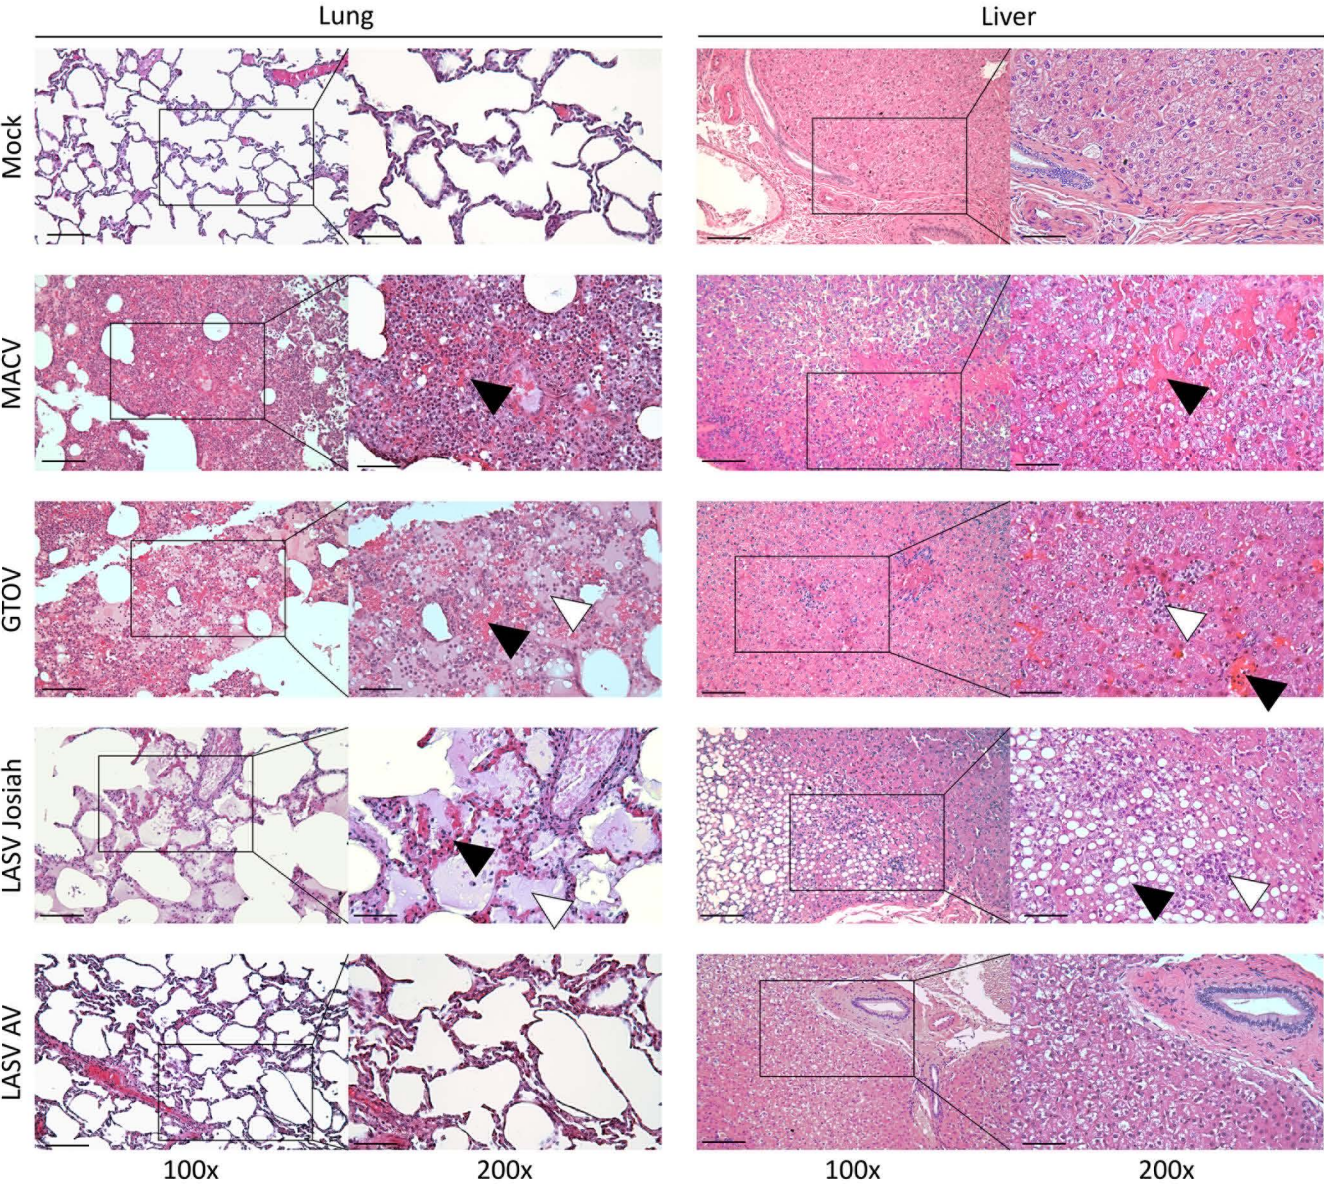 Lung Liver
Mock
MACV
GTOV
LASV Josiah
LASV AV
100x 200x 100x 200x